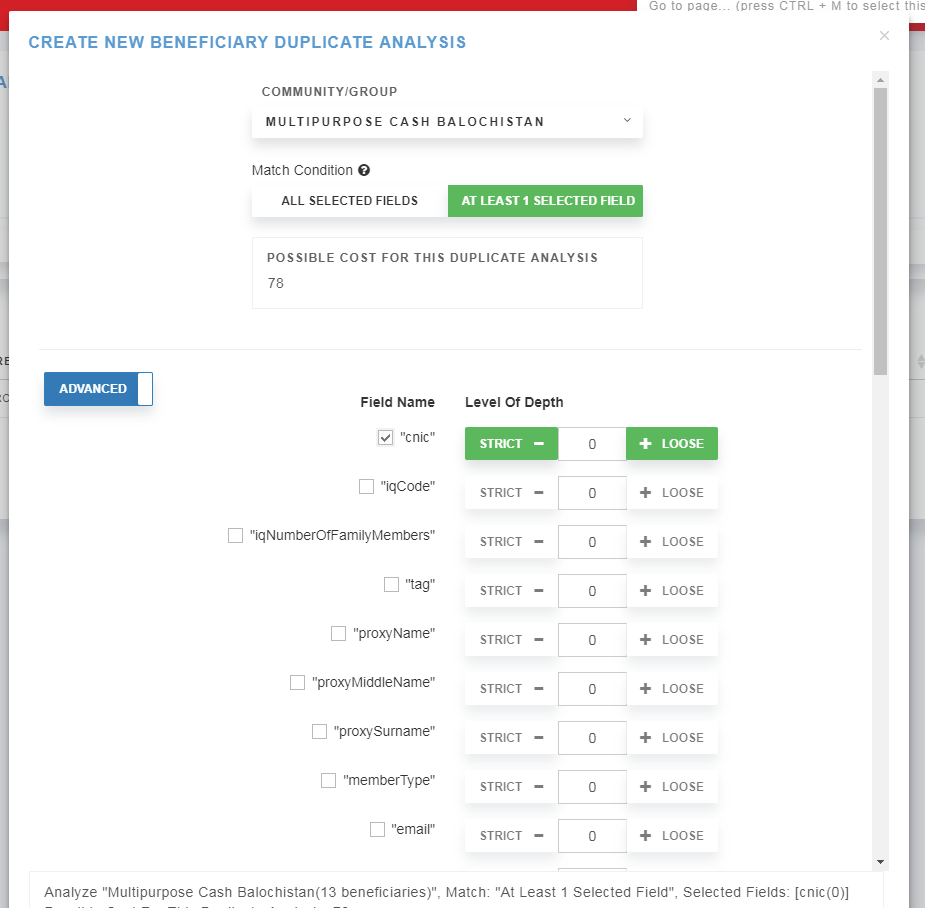 Go to page... (press CTRL + M to select this
CREATE NEW BENEFICIARY DUPLICATE ANALYSIS
×
COMMUNITY/GROUP
MULTIPURPOSE CASH BALOCHISTAN
Match Condition ?
ALL SELECTED FIELDS AT LEAST 1 SELECTED FIELD
POSSIBLE COST FOR THIS DUPLICATE ANALYSIS
78
ADVANCED
Field Name Level Of Depth
"cnic" STRICT − 0 + LOOSE
"iqCode" STRICT − 0 + LOOSE
"iqNumberOfFamilyMembers" STRICT − 0 + LOOSE
"tag" STRICT − 0 + LOOSE
"proxyName" STRICT − 0 + LOOSE
"proxyMiddleName" STRICT − 0 + LOOSE
"proxySurname" STRICT − 0 + LOOSE
"memberType" STRICT − 0 + LOOSE
"email" STRICT − 0 + LOOSE
Analyze "Multipurpose Cash Balochistan(13 beneficiaries)", Match: "At Least 1 Selected Field", Selected Fields: [cnic(0)]